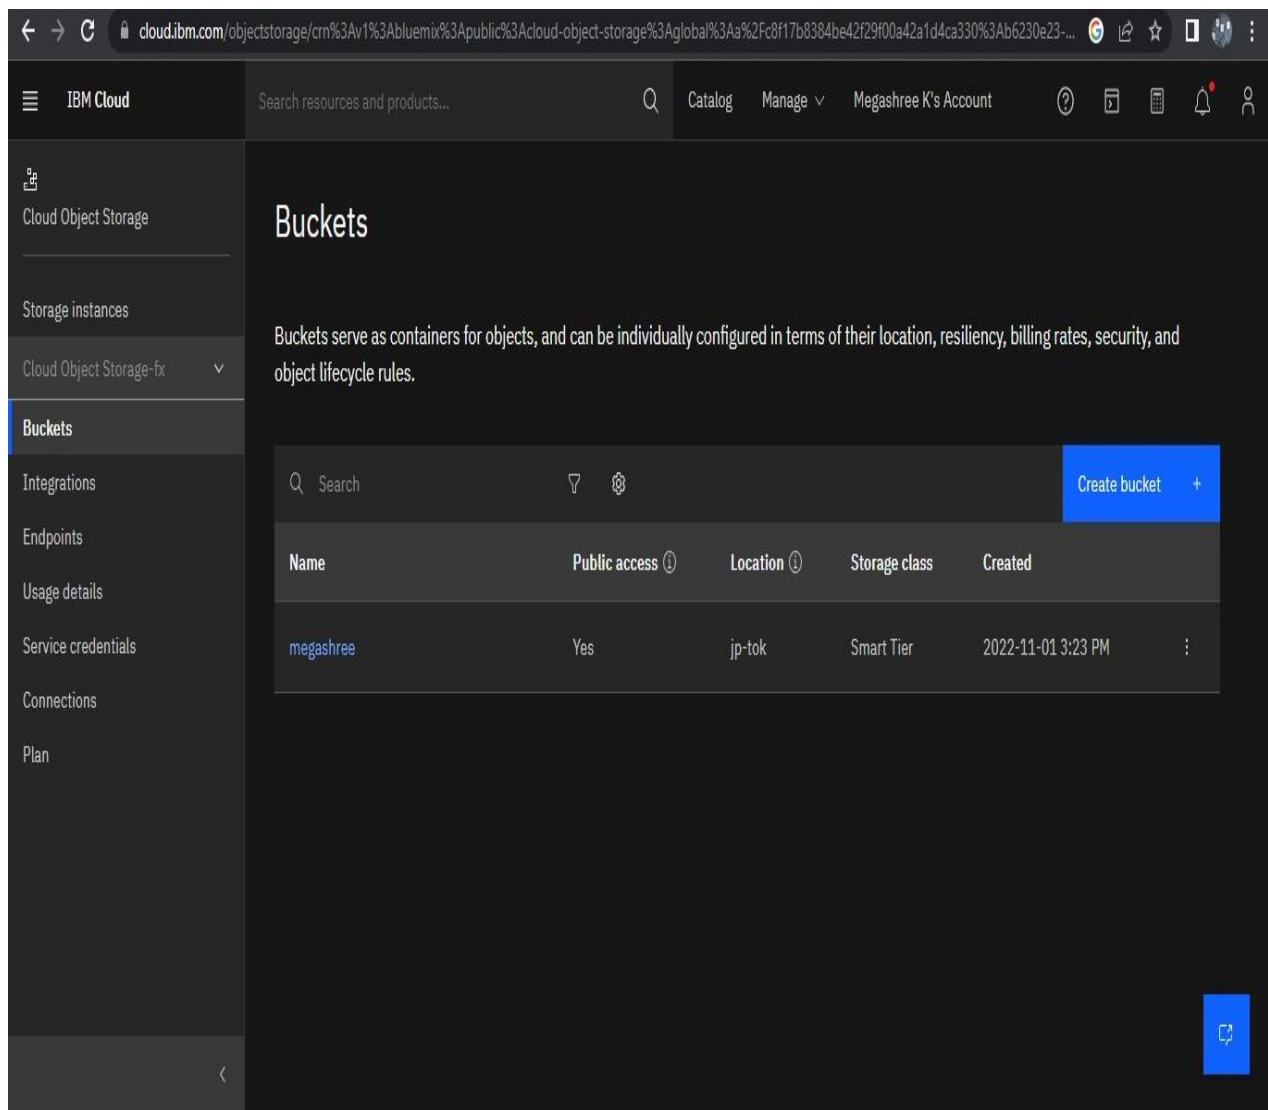 cloud.ibm.com/objectstorage/crn%3Av1%3Abluemix%3Apublic%3Acloud-object-storage%3Aglobal%3Aa%2Fc8f17b8384be42f29f00a42a1d4ca330%3Ab6230e23-...
IBM Cloud
Search resources and products...
Catalog
Manage
Megashree K's Account
Cloud Object Storage
Storage instances
Cloud Object Storage-fx
Buckets
Integrations
Endpoints
Usage details
Service credentials
Connections
Plan
Buckets
Buckets serve as containers for objects, and can be individually configured in terms of their location, resiliency, billing rates, security, and
object lifecycle rules.
Search
Create bucket +
Name Public access Location Storage class Created
megashree Yes jp-tok Smart Tier 2022-11-01 3:23 PM